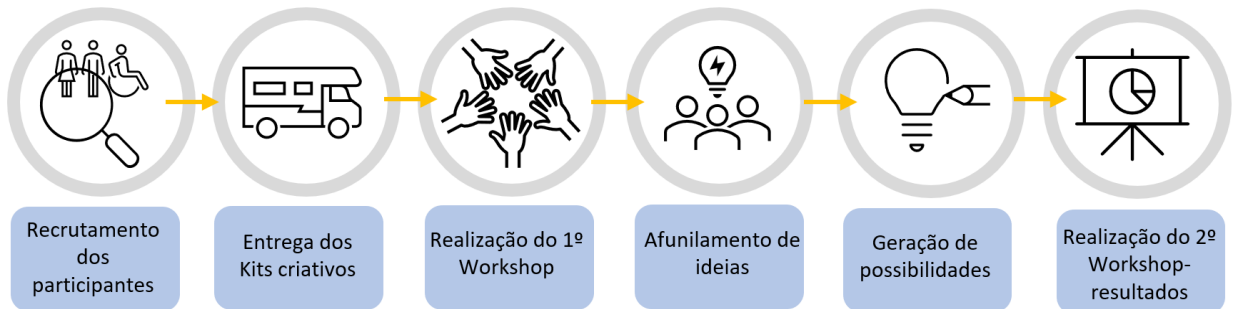 Recrutamento
dos
participantes
Entrega dos
Kits criativos
Realização do 1º
Workshop
Afunilamento de
ideias
Geração de
possibilidades
Realização do 2º
Workshop-
resultados